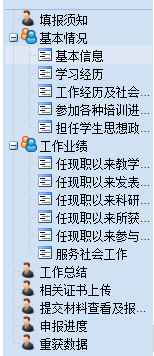 填报须知
基本情况
基本信息
学习经历
工作经历及社会...
参加各种培训进...
担任学生思想政...
工作业绩
任现职以来教学...
任现职以来发表...
任现职以来科研...
任现职以来所获...
任现职以来参与...
服务社会工作
工作总结
相关证书上传
提交材料查看及报...
申报进度
重获数据